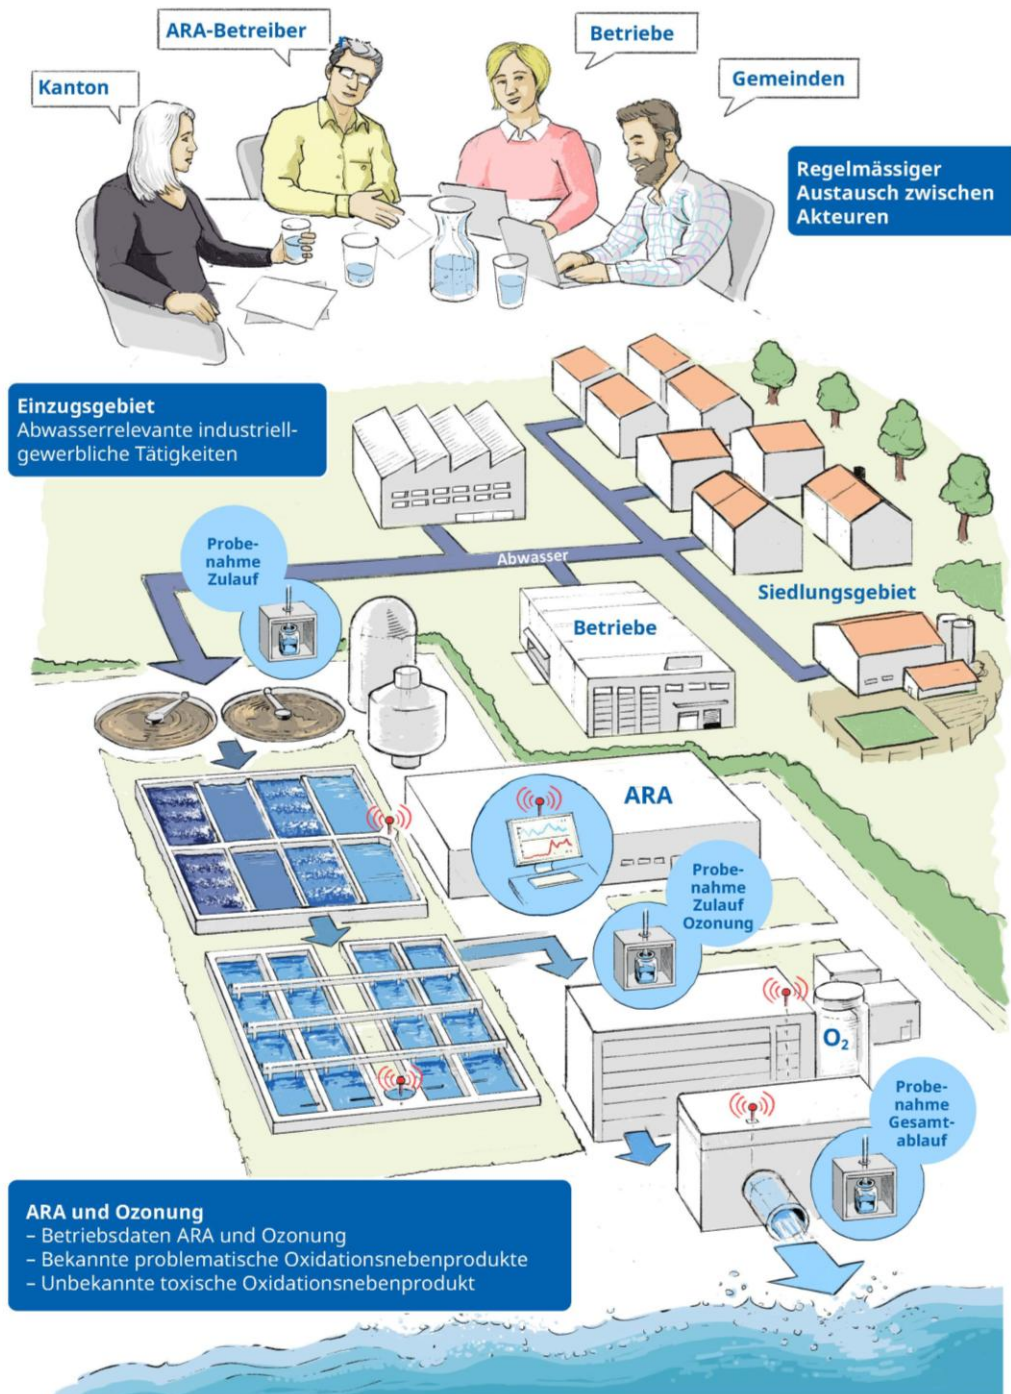 ARA-Betreiber
Betriebe
Kanton
Gemeinden
Regelmässiger
Austausch zwischen
Akteuren
Einzugsgebiet
Abwasserrelevante industriell-
gewerbliche Tätigkeiten
Probe-
nahme
Zulauf
Abwasser
Siedlungsgebiet
Betriebe
ARA
Probe-
nahme
Zulauf
Ozonung
O₂
Probe-
nahme
Gesamt-
ablauf
ARA und Ozonung
– Betriebsdaten ARA und Ozonung
– Bekannte problematische Oxidationsnebenprodukte
– Unbekannte toxische Oxidationsnebenprodukt